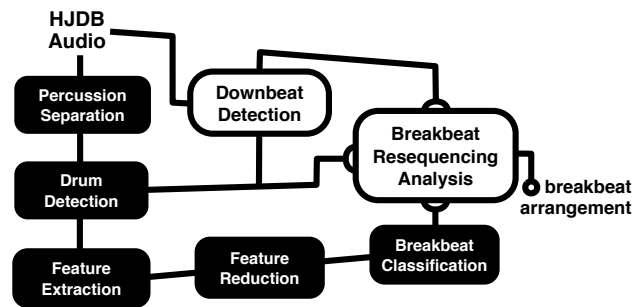 HJDB
Audio
Percussion
Separation
Downbeat
Detection
Breakbeat
Resequencing
Analysis
Drum
Detection
breakbeat
arrangement
Feature
Extraction
Feature
Reduction
Breakbeat
Classification